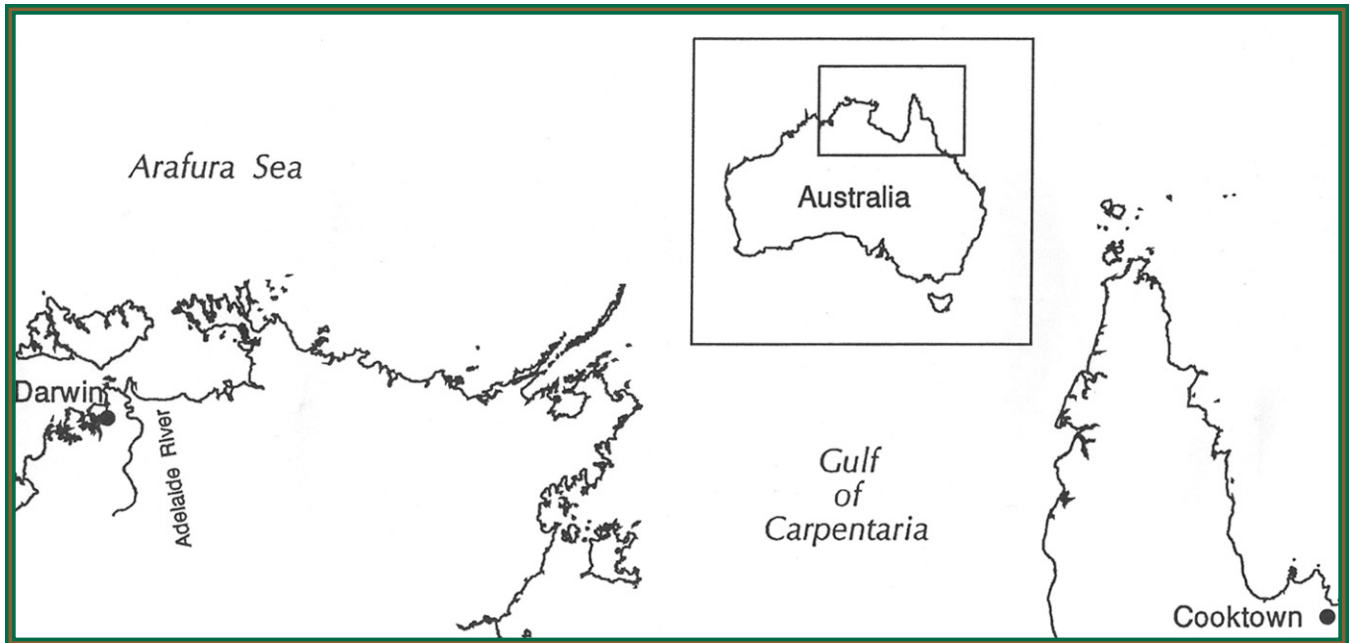 Arafura Sea
Australia
Darwin
Adelaide River
Gulf
of
Carpentaria
Cooktown